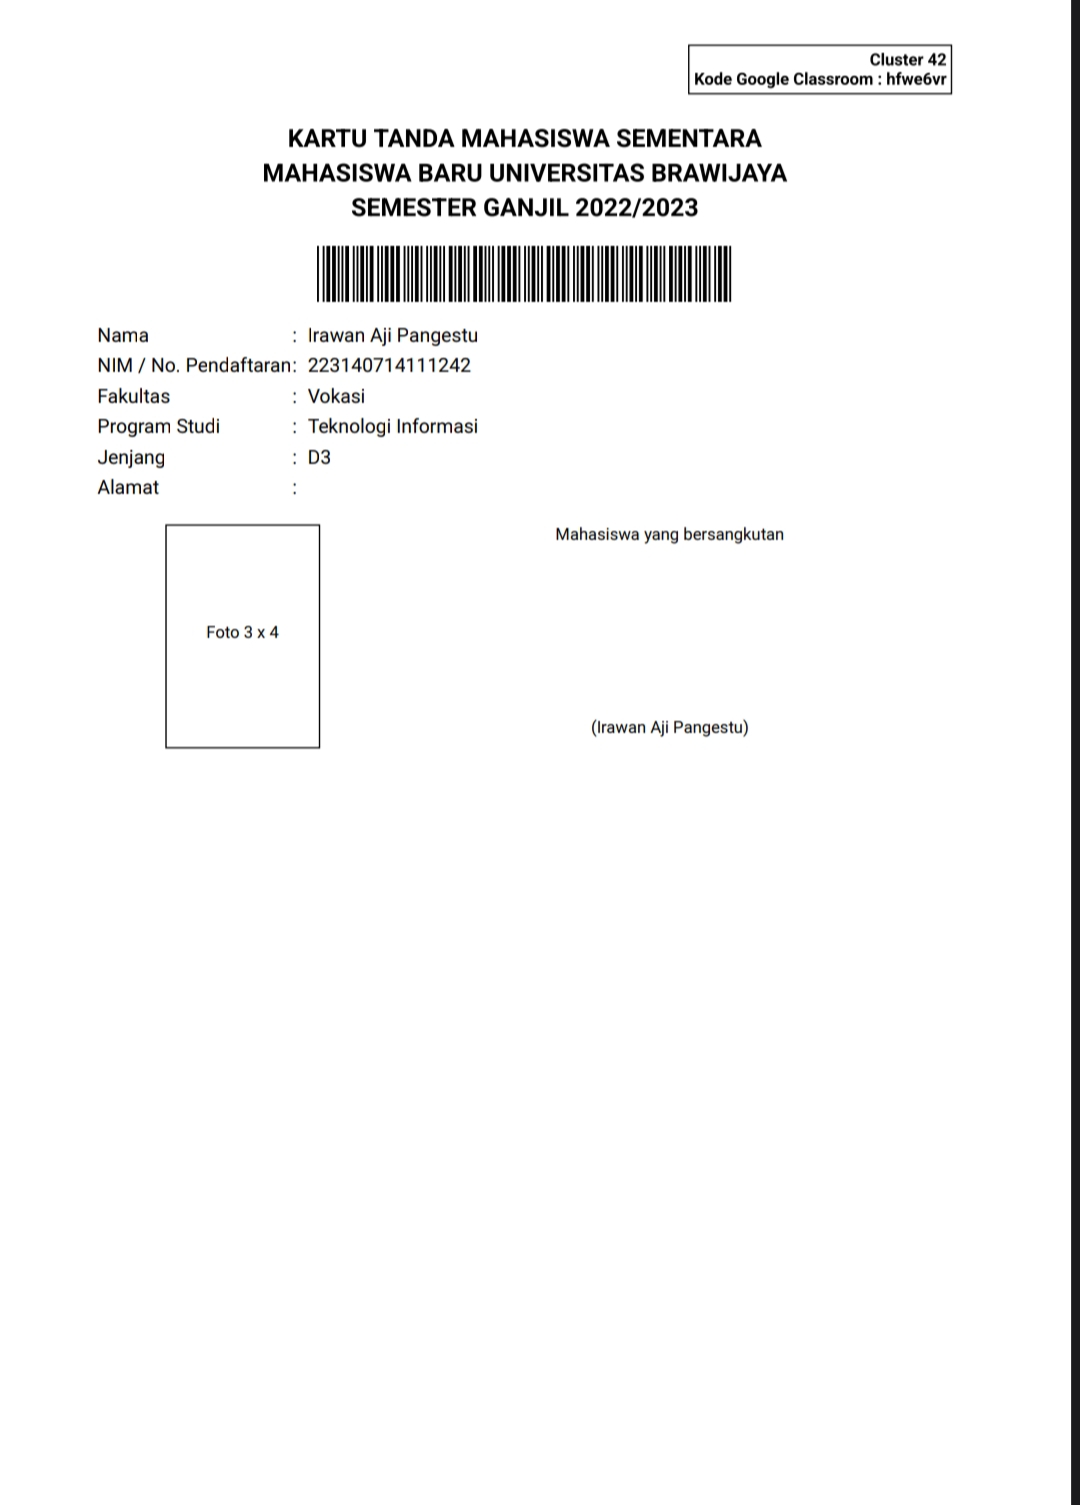 Cluster 42
Kode Google Classroom : hfwe6vr
KARTU TANDA MAHASISWA SEMENTARA
MAHASISWA BARU UNIVERSITAS BRAWIJAYA
SEMESTER GANJIL 2022/2023
Nama : Irawan Aji Pangestu
NIM / No. Pendaftaran: 223140714111242
Fakultas : Vokasi
Program Studi : Teknologi Informasi
Jenjang : D3
Alamat :
Mahasiswa yang bersangkutan
Foto 3 x 4
(Irawan Aji Pangestu)